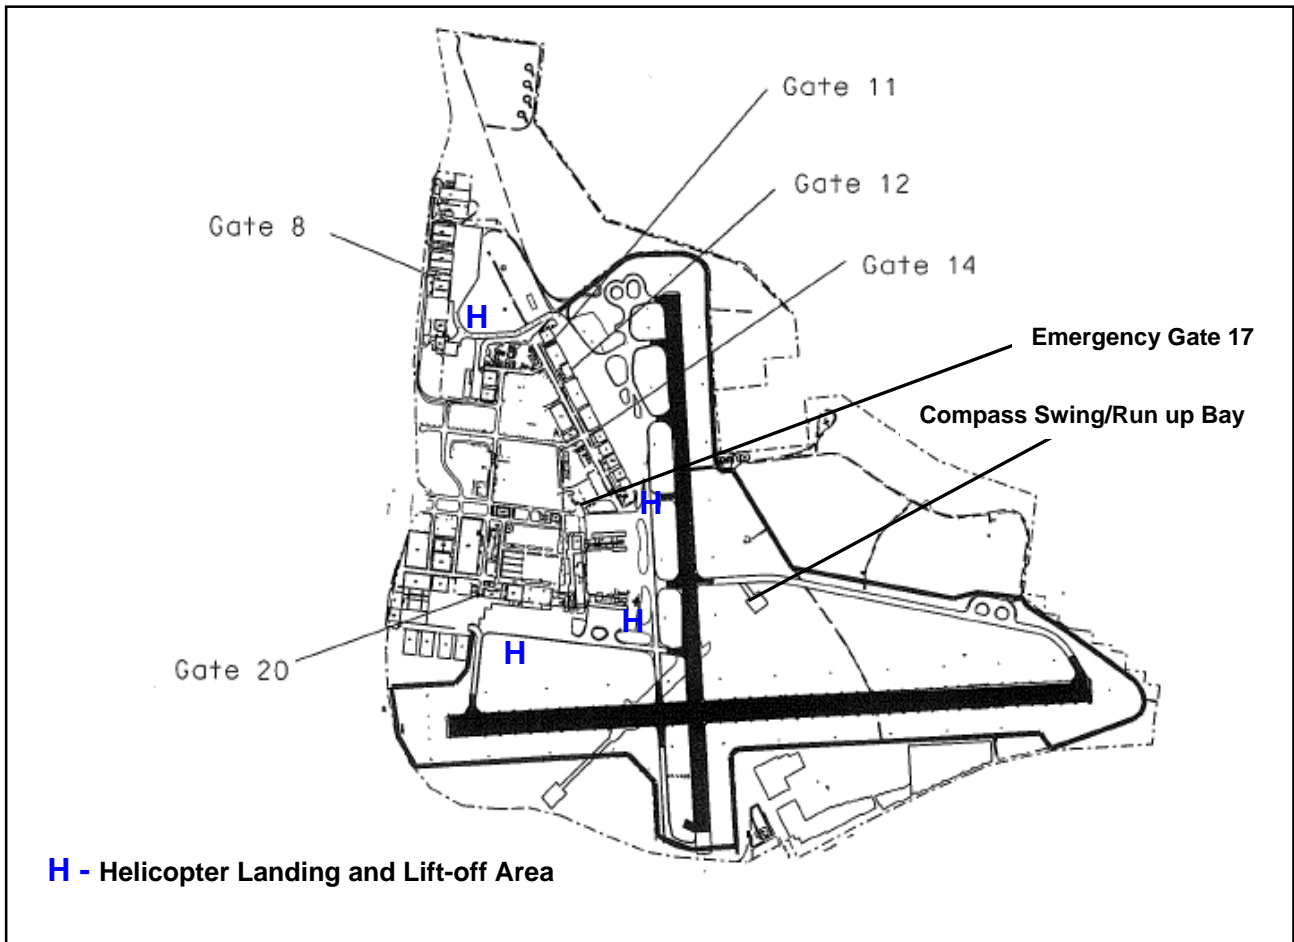 Gate 11
Gate 12
Gate 8
Gate 14
H
Emergency Gate 17
Compass Swing/Run up Bay
H
H
H
Gate 20
H - Helicopter Landing and Lift-off Area